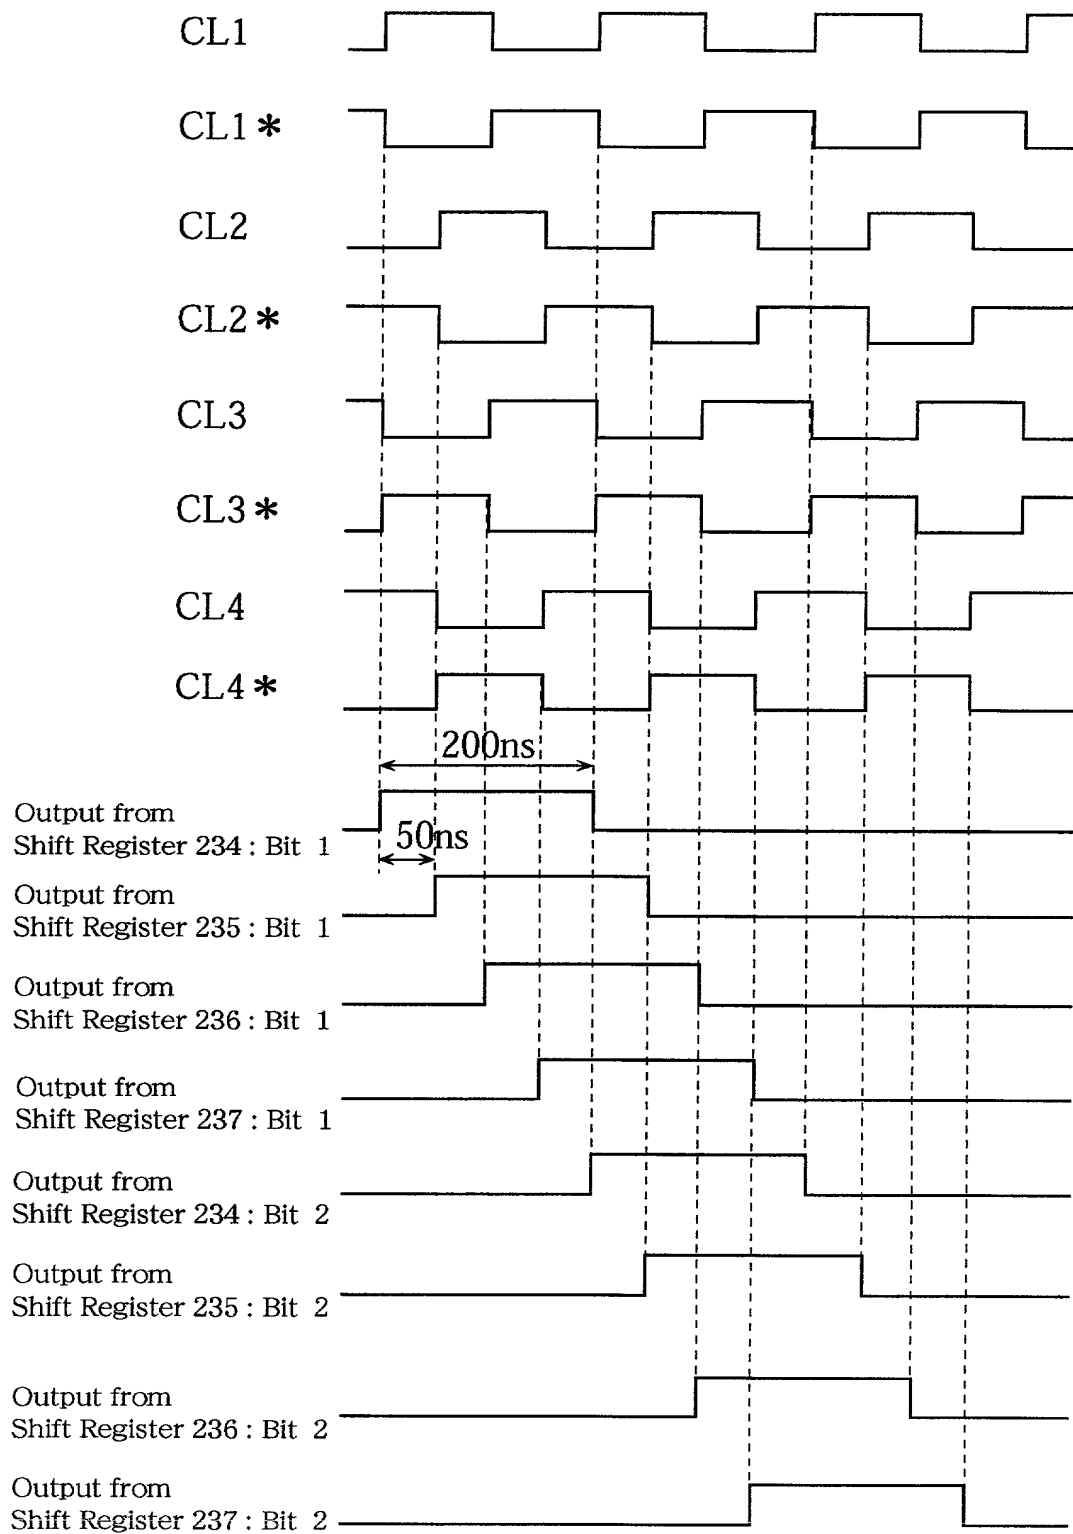 CL1
CL1*
CL2
CL2*
CL3
CL3*
CL4
CL4*
200ns
Output from
Shift Register 234 : Bit 1
50ns
Output from
Shift Register 235 : Bit 1
Output from
Shift Register 236 : Bit 1
Output from
Shift Register 237 : Bit 1
Output from
Shift Register 234 : Bit 2
Output from
Shift Register 235 : Bit 2
Output from
Shift Register 236 : Bit 2
Output from
Shift Register 237 : Bit 2